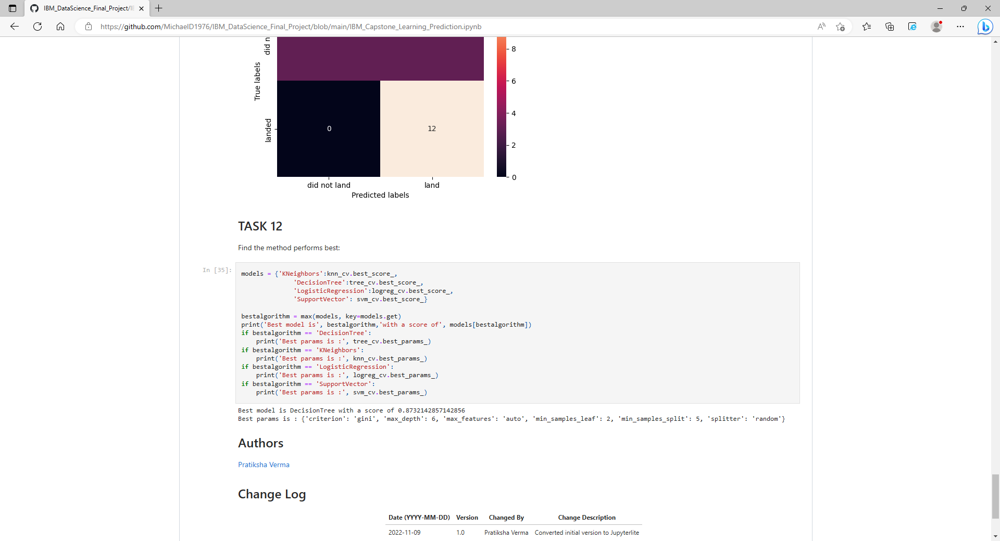 IBM_DataScience_Final_Project/I
https://github.com/MichaelD1976/IBM_DataScience_Final_Project/blob/main/IBM_Capstone_Learning_Prediction.ipynb
did n
True labels
landed
0
12
8
6
4
2
0
did not land
land
Predicted labels
TASK 12
Find the method performs best:
In [35]:
models = {'KNeighbors':knn_cv.best_score_,
'DecisionTree':tree_cv.best_score_,
'LogisticRegression':logreg_cv.best_score_,
'SupportVector': svm_cv.best_score_}
bestalgorithm = max(models, key=models.get)
print('Best model is', bestalgorithm,'with a score of', models[bestalgorithm])
if bestalgorithm == 'DecisionTree':
print('Best params is :', tree_cv.best_params_)
if bestalgorithm == 'KNeighbors':
print('Best params is :', knn_cv.best_params_)
if bestalgorithm == 'LogisticRegression':
print('Best params is :', logreg_cv.best_params_)
if bestalgorithm == 'SupportVector':
print('Best params is :', svm_cv.best_params_)
Best model is DecisionTree with a score of 0.8732142857142856
Best params is : {'criterion': 'gini', 'max_depth': 6, 'max_features': 'auto', 'min_samples_leaf': 2, 'min_samples_split': 5, 'splitter': 'random'}
Authors
Pratiksha Verma
Change Log
Date (YYYY-MM-DD) Version Changed By Change Description
2022-11-09 1.0 Pratiksha Verma Converted initial version to Jupyterlite